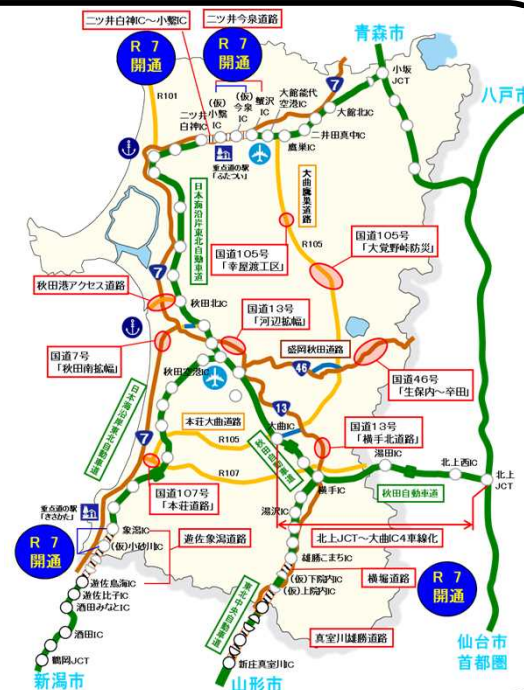 二ツ井白神IC～小繋IC
二ツ井今泉道路
R 7
開通
R 7
開通
青森市
八戸市
R101
小坂
JCT
(仮)
小繋
IC
(仮)
今泉
IC
蟹沢
IC
大館能代
空港IC
7
大館北IC
二ツ井
白神IC
二井田真中IC
鷹巣IC
重点道の駅
「ふたつい」
日本海沿岸東北自動車道
大曲鷹巣道路
国道105号
「幸屋渡工区」
R105
国道105号
「大覚野峠防災」
秋田港アクセス道路
7
秋田北IC
国道13号
「河辺拡幅」
国道7号
「秋田南拡幅」
盛岡秋田道路
秋田空港IC
46
国道46号
「生保内～卒田」
日本海沿岸東北自動車道
13
本荘大曲道路
大曲IC
国道13号
「横手北道路」
7
R105
秋田自動車道
湯田IC
北上西IC
北上
JCT
R107
横手IC
秋田自動車道
国道107号
「本荘道路」
湯沢IC
重点道の駅
「きさかた」
北上JCT～大曲IC4車線化
R 7
開通
象潟IC
(仮)小砂川IC
遊佐象潟道路
雄勝こまちIC
(仮)下院内IC
(仮)上院内IC
横堀道路
R 7
開通
遊佐鳥海IC
遊佐比子IC
酒田みなとIC
東北中央自動車道
真室川雄勝道路
酒田IC
鶴岡JCT
新庄真室川IC
仙台市
首都圏
新潟市
山形市